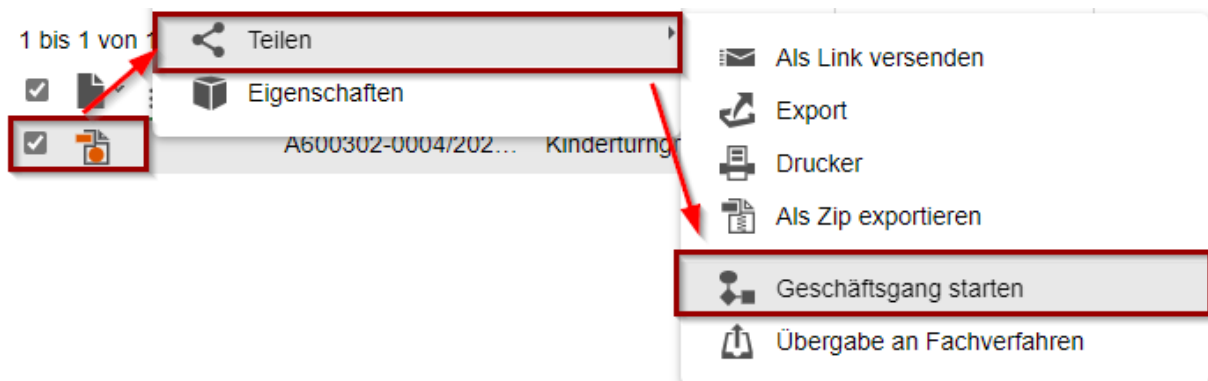 1 bis 1 von 1
Teilen
Eigenschaften
A600302-0004/202... Kinderturng
Als Link versenden
Export
Drucker
Als Zip exportieren
Geschäftsgang starten
Übergabe an Fachverfahren